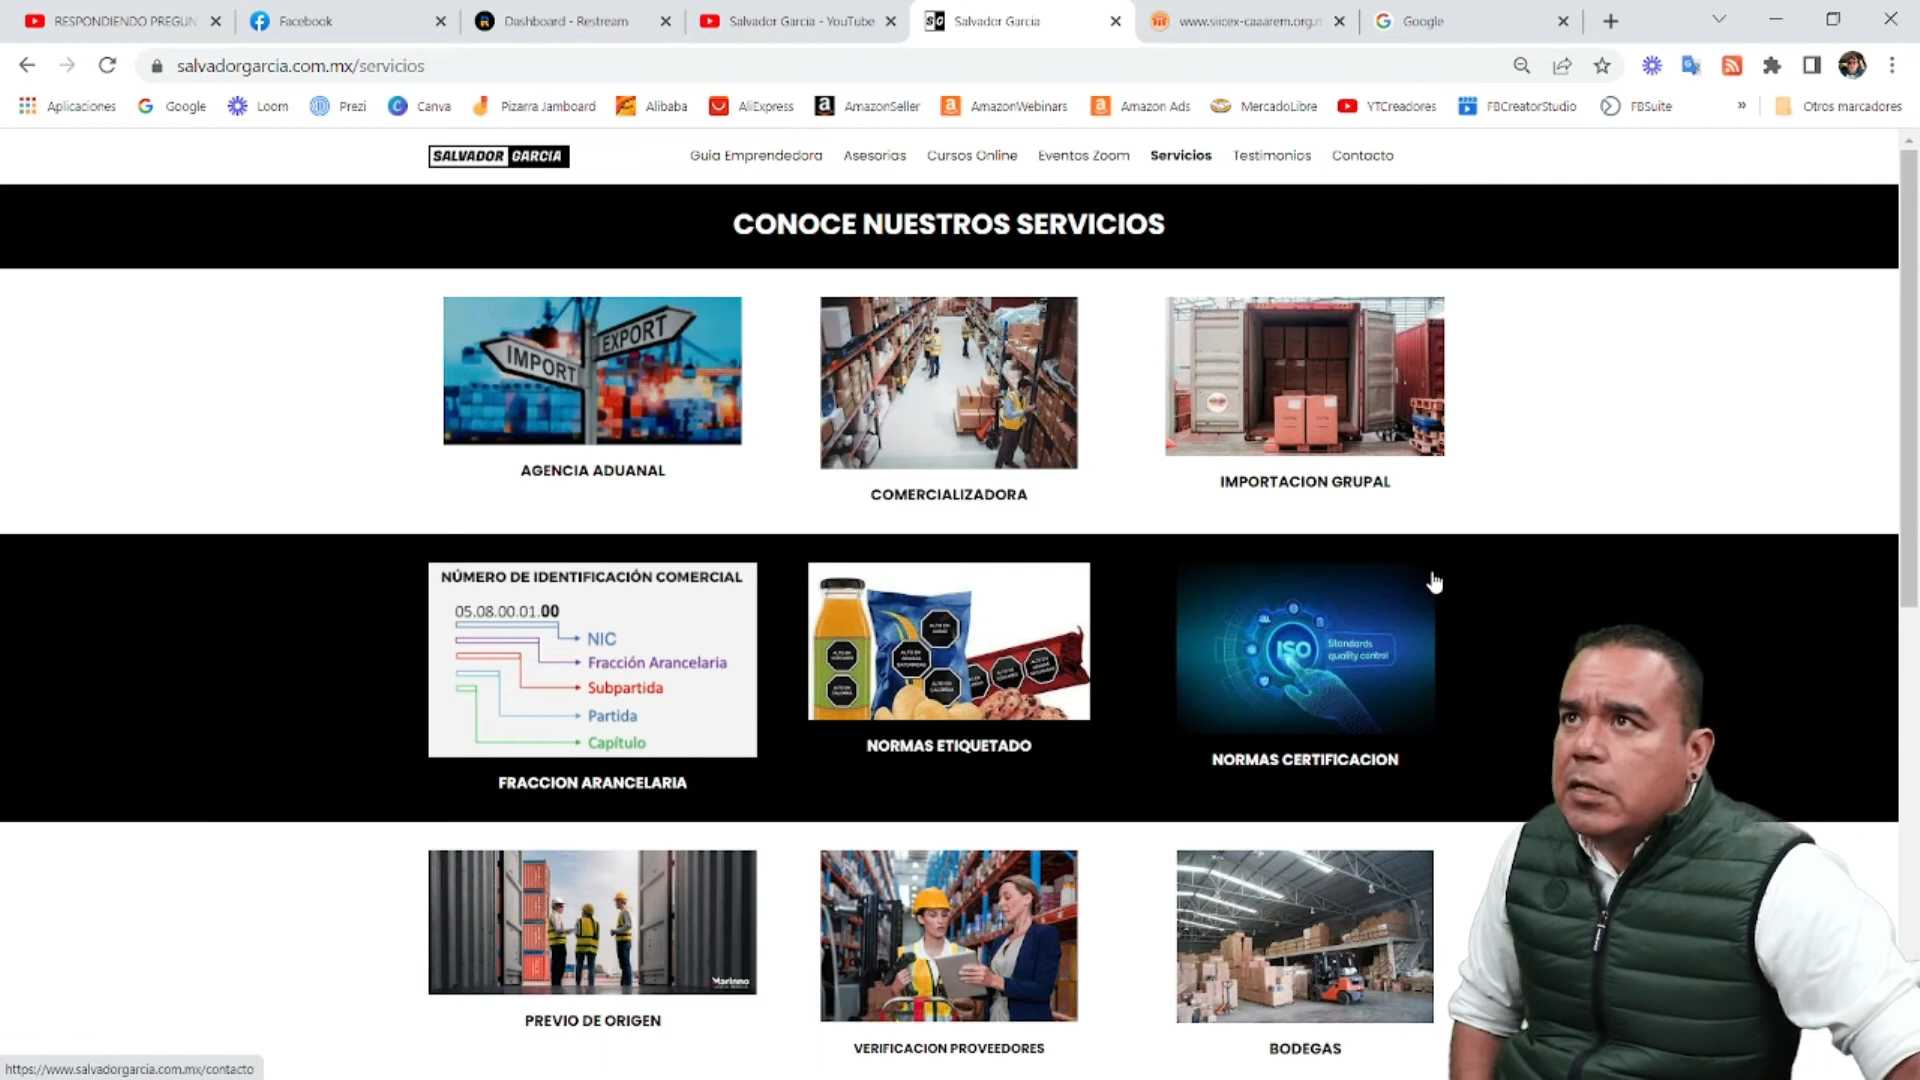 RESPONDIENDO PREGUN
Facebook
Dashboard - Restream
Salvador Garcia - YouTube
Salvador Garcia
www.siicex-caaarem.org.m
Google
salvadorgarcia.com.mx/servicios
Aplicaciones
Google
Loom
Prezi
Canva
Pizarra Jamboard
Alibaba
AliExpress
AmazonSeller
AmazonWebinars
Amazon Ads
MercadoLibre
YTCreadores
FBCreatorStudio
FBSuite
»
Otros marcadores
SALVADOR GARCIA
Guia Emprendedora
Asesorias
Cursos Online
Eventos Zoom
Servicios
Testimonios
Contacto
CONOCE NUESTROS SERVICIOS
IMPORT
EXPORT
AGENCIA ADUANAL
COMERCIALIZADORA
IMPORTACION GRUPAL
NÚMERO DE IDENTIFICACIÓN COMERCIAL
05.08.00.01.00
NIC
Fracción Arancelaria
Subpartida
Partida
Capítulo
FRACCION ARANCELARIA
NORMAS ETIQUETADO
ISO
Standards
quality control
NORMAS CERTIFICACION
Marinno
PREVIO DE ORIGEN
VERIFICACION PROVEEDORES
BODEGAS
https://www.salvadorgarcia.com.mx/contacto